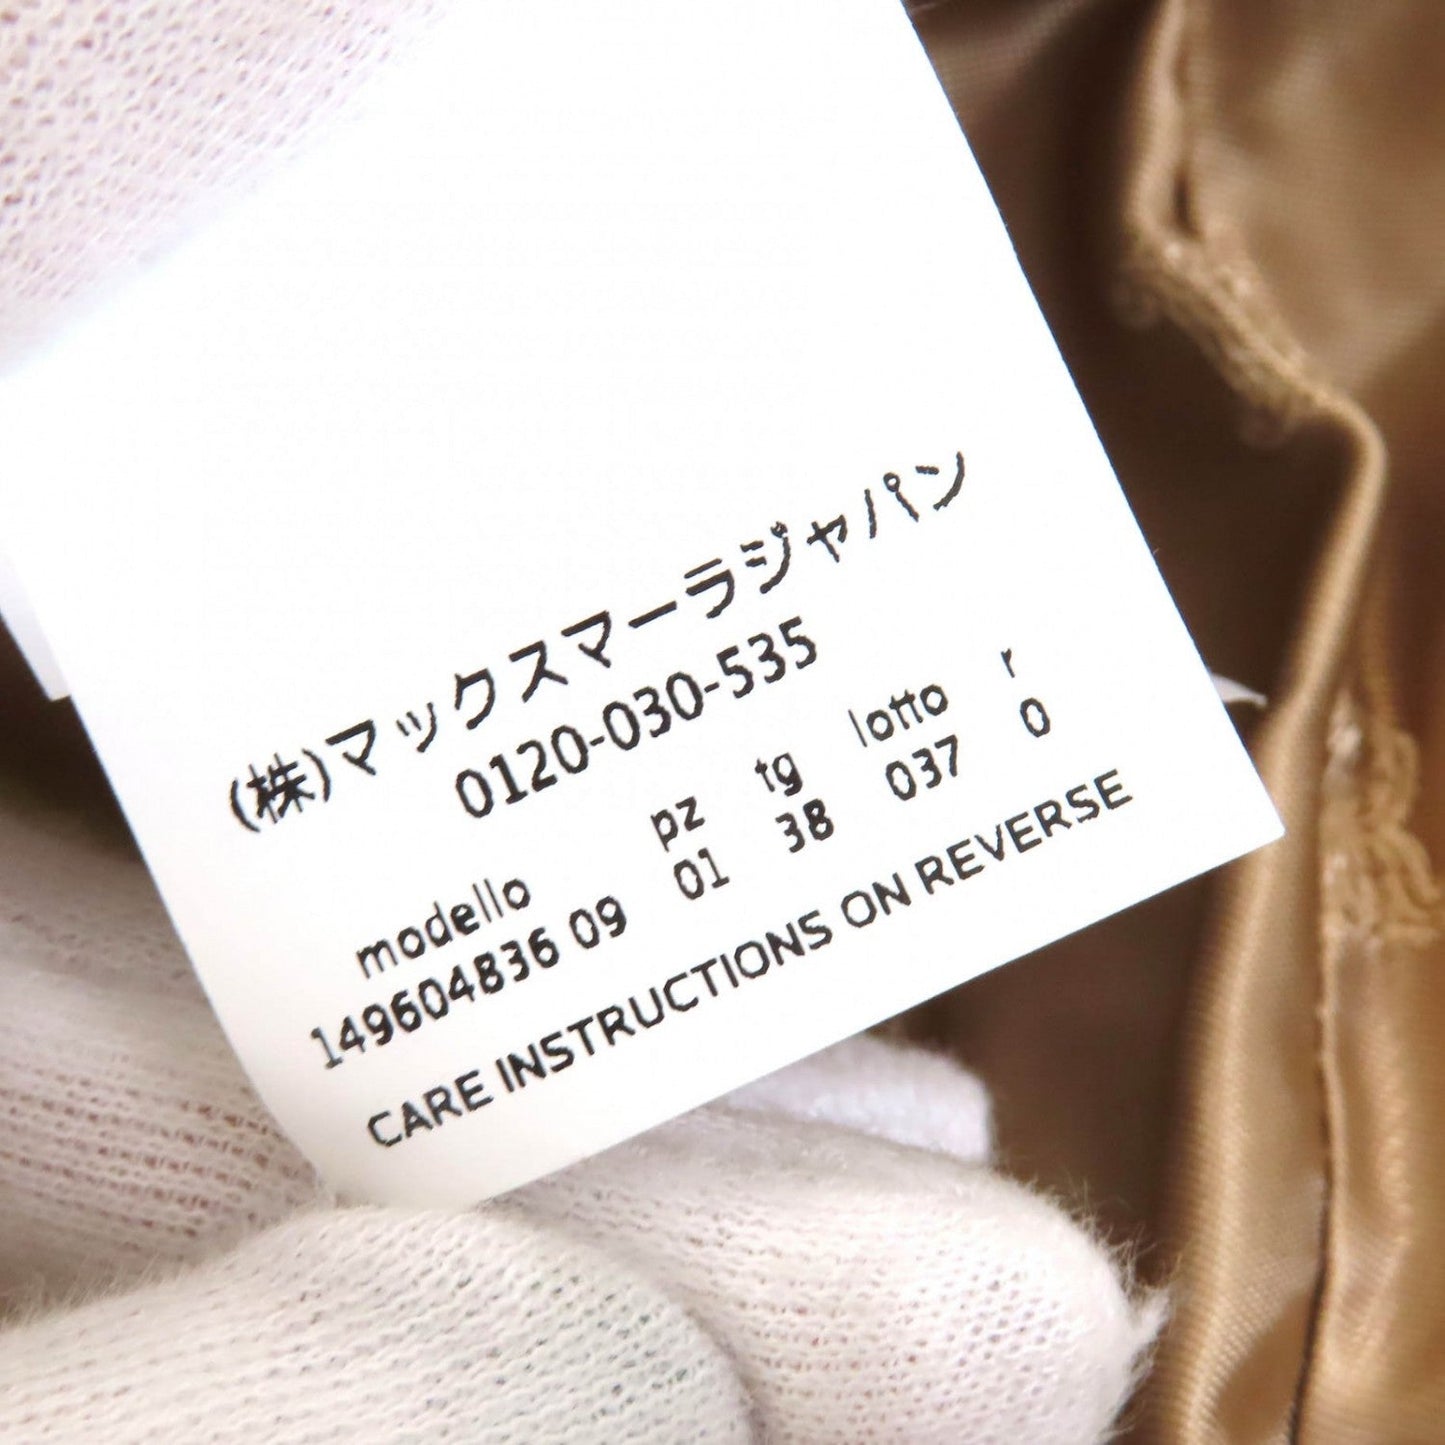 (株)マックスマーラジャパン
0120-030-535
modello pz tg lotto r
149604836 09 01 38 037 0
CARE INSTRUCTIONS ON REVERSE